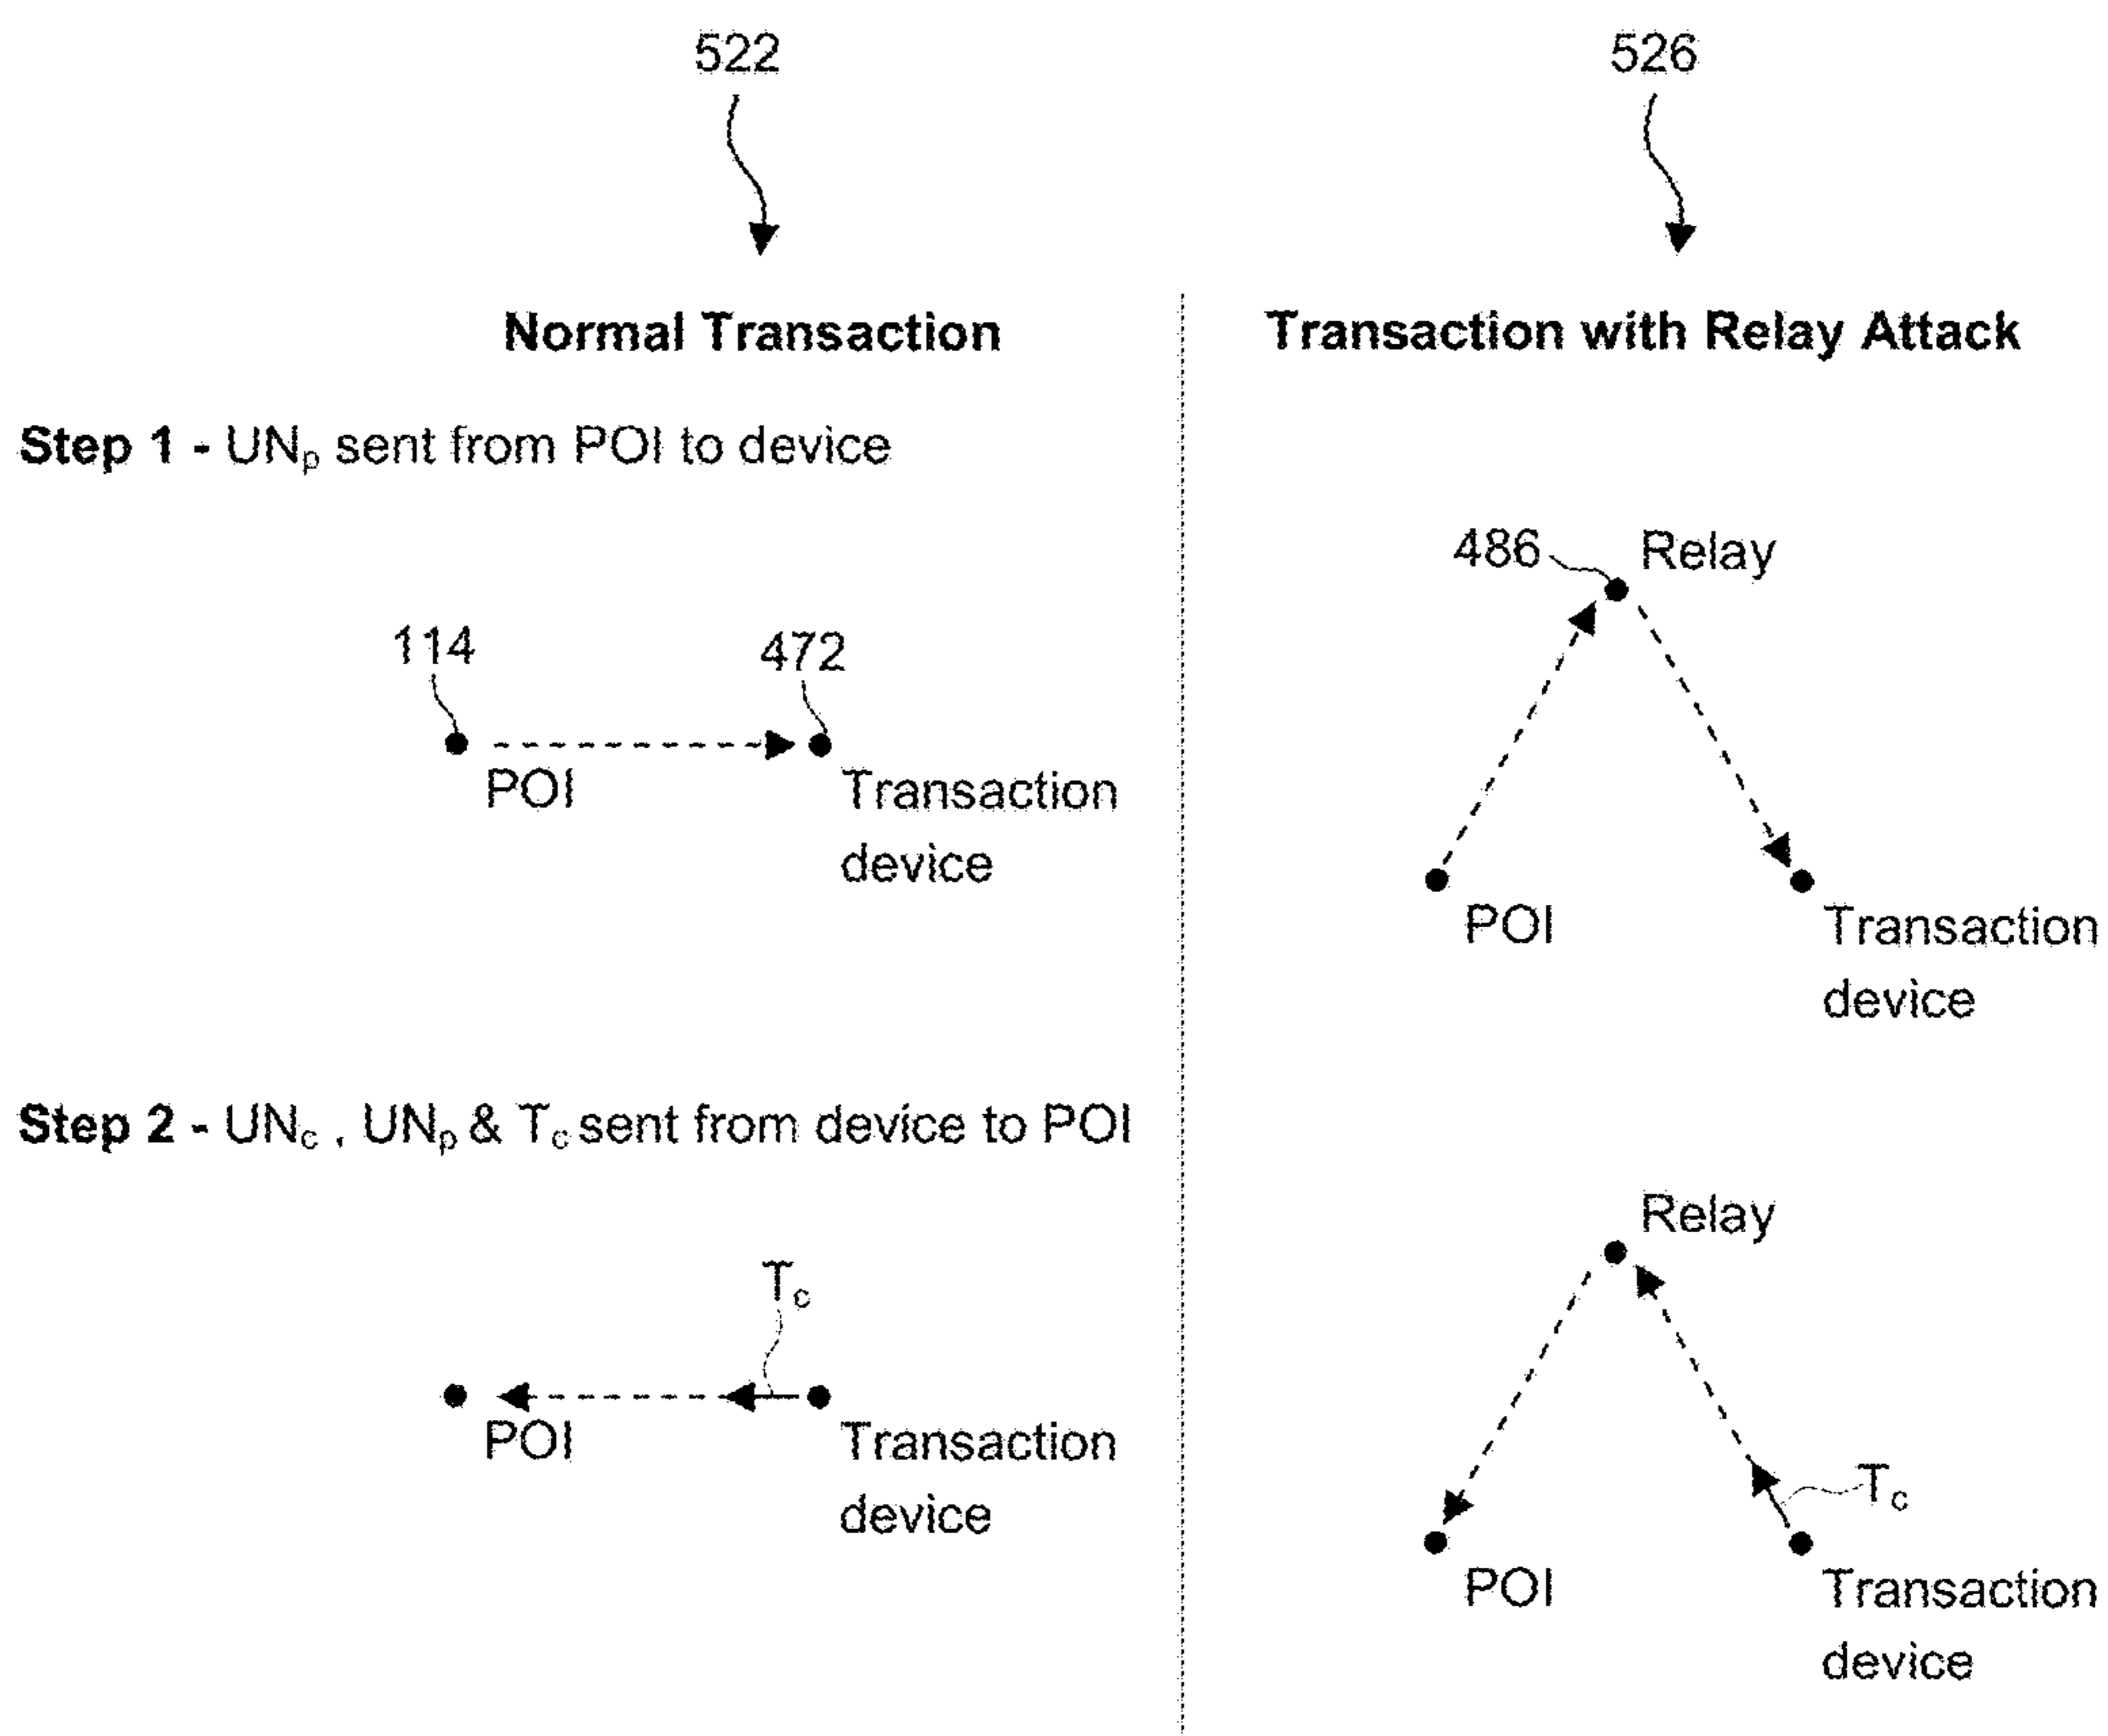 522
526
Normal Transaction
Transaction with Relay Attack
Step 1 - UNp sent from POI to device
486
Relay
114
472
POI
Transaction
device
POI
Transaction
device
Step 2 - UNc , UNp & Tc sent from device to POI
Relay
Tc
POI
Transaction
device
Tc
POI
Transaction
device